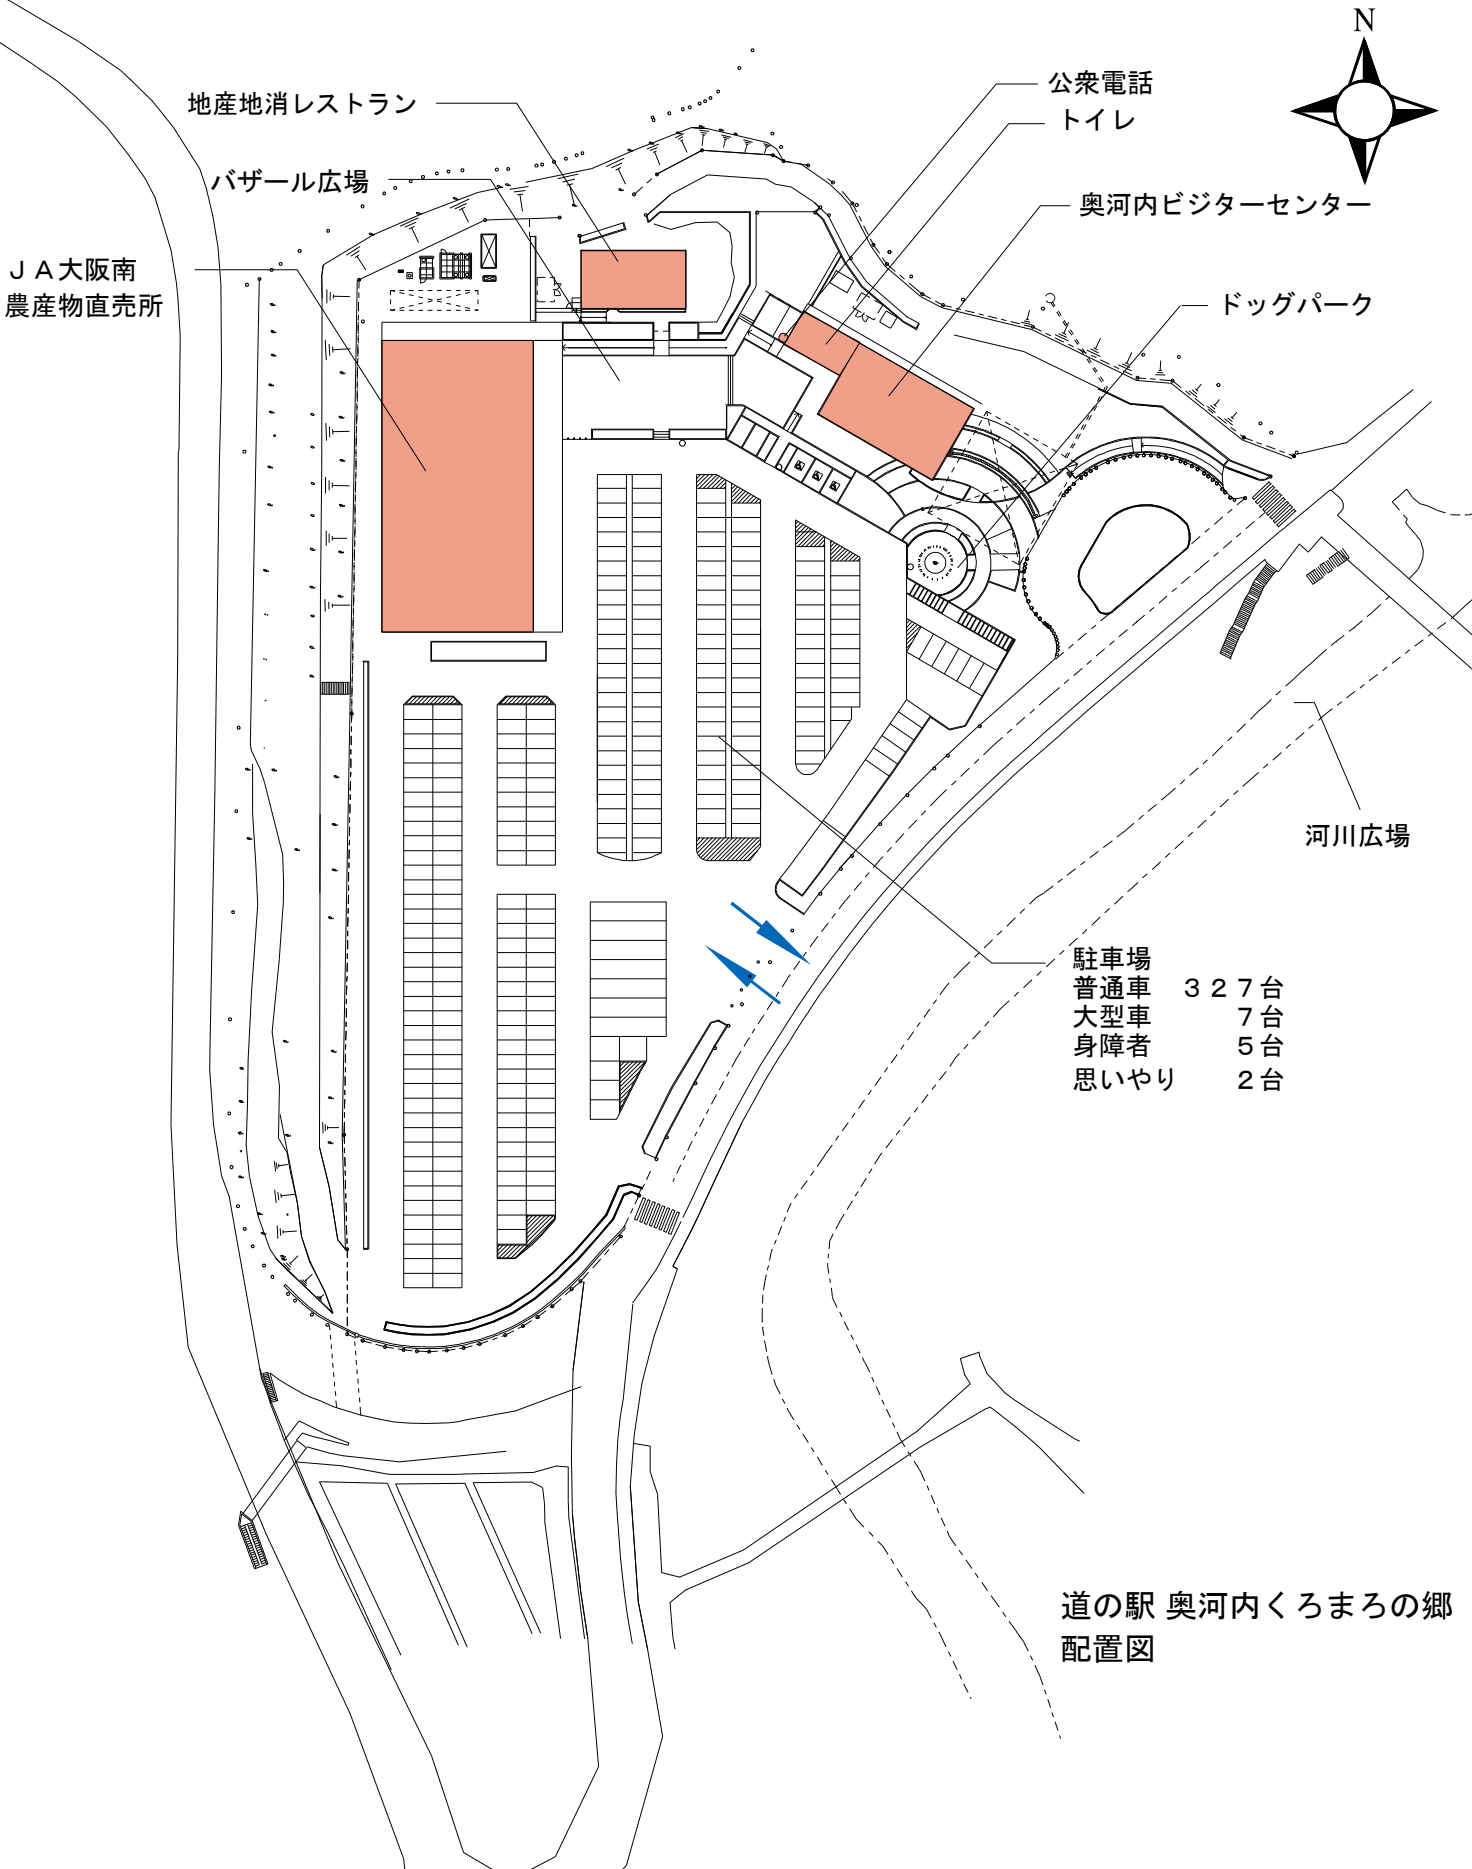 N
公衆電話
地産地消レストラン
トイレ
バザール広場
奥河内ビジターセンター
ＪＡ大阪南
農産物直売所
ドッグパーク
河川広場
駐車場
普通車　３２７台
大型車　　　７台
身障者　　　５台
思いやり　　２台
道の駅 奥河内くろまろの郷
配置図